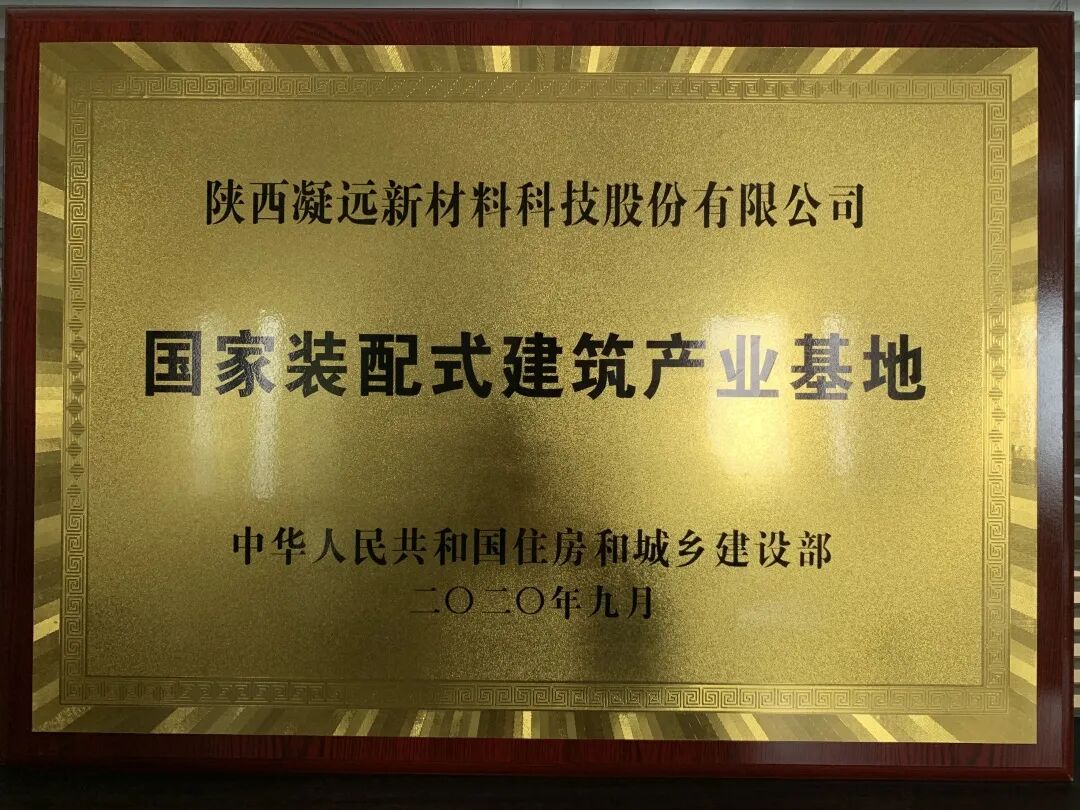 陕西凝远新材料科技股份有限公司
国家装配式建筑产业基地
中华人民共和国住房和城乡建设部
二〇二〇年九月